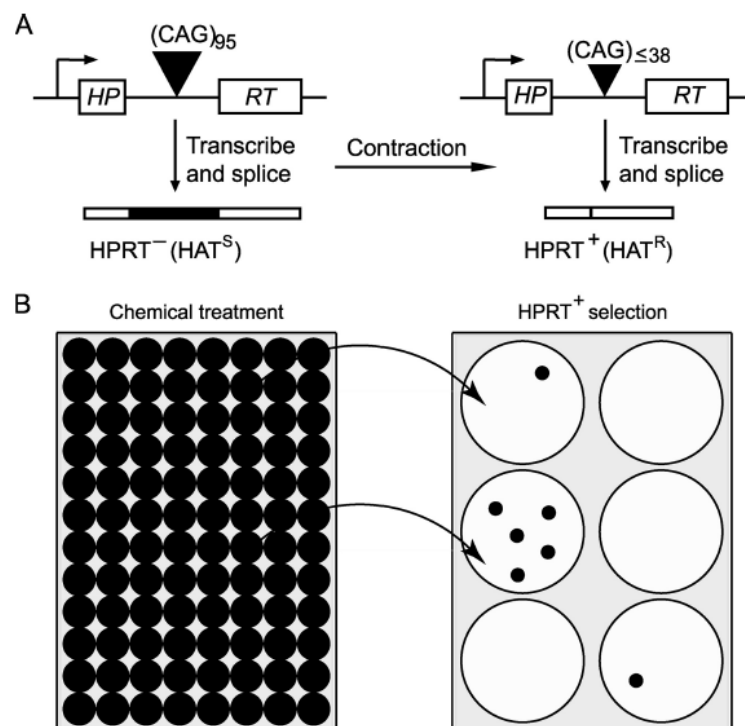 A
(CAG)95
(CAG)≤38
HP
RT
HP
RT
Transcribe
and splice
Contraction
Transcribe
and splice
HPRT⁻(HATˢ)
HPRT⁺(HATᴿ)
B
Chemical treatment
HPRT⁺ selection